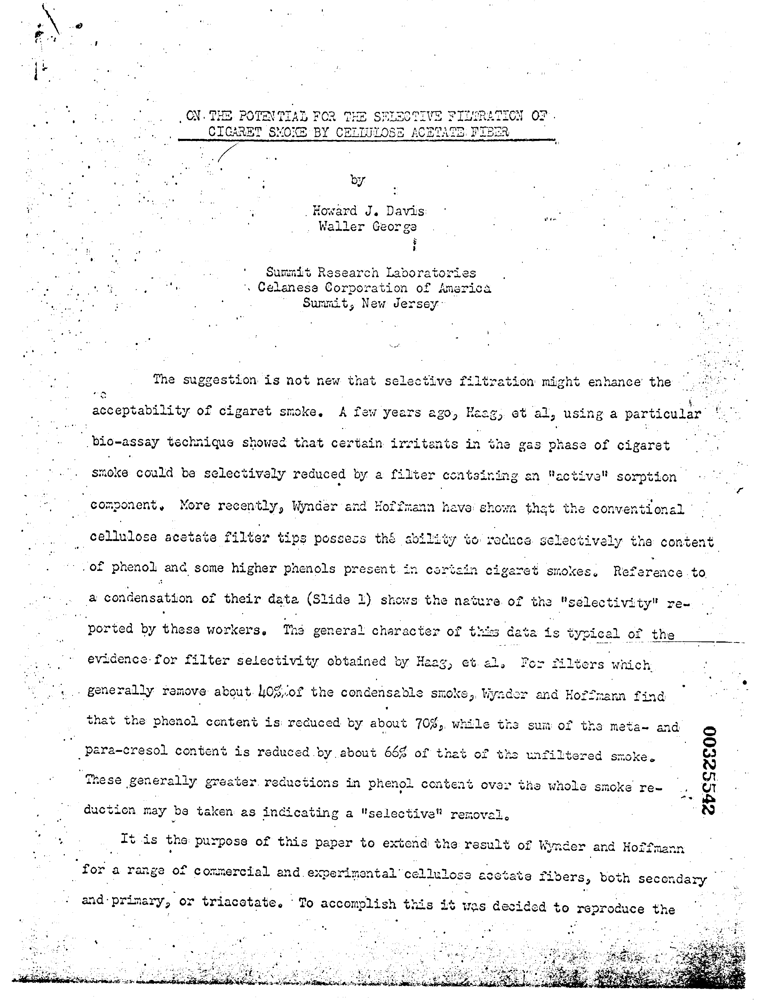 ON THE POTENTIAL FOR THE SELECTIVE FILTRATION OF
CIGARET SMOKE BY CELLULOSE ACETATE FIBER
by
Howard J. Davis
Waller George
Summit Research Laboratories
Celanese Corporation of America
Summit, New Jersey
The suggestion is not new that selective filtration might enhance the
acceptability of cigaret smoke. A few years ago, Haag, et al, using a particular
bio-assay technique showed that certain irritants in the gas phase of cigaret
smoke could be selectively reduced by a filter containing an "active" sorption
component. More recently, Wynder and Hoffmann have shown that the conventional
cellulose acetate filter tips possess the ability to reduce selectively the content
of phenol and some higher phenols present in certain cigaret smokes. Reference to
a condensation of their data (Slide 1) shows the nature of the "selectivity" re-
ported by these workers. The general character of this data is typical of the
evidence for filter selectivity obtained by Haag, et al. For filters which
generally remove about 40% of the condensable smoke, Wynder and Hoffmann find
that the phenol content is reduced by about 70%, while the sum of the meta- and
para-cresol content is reduced by about 66% of that of the unfiltered smoke.
These generally greater reductions in phenol content over the whole smoke re-
duction may be taken as indicating a "selective" removal.
It is the purpose of this paper to extend the result of Wynder and Hoffmann
for a range of commercial and experimental cellulose acetate fibers, both secondary
and primary, or triacetate. To accomplish this it was decided to reproduce the
00325542